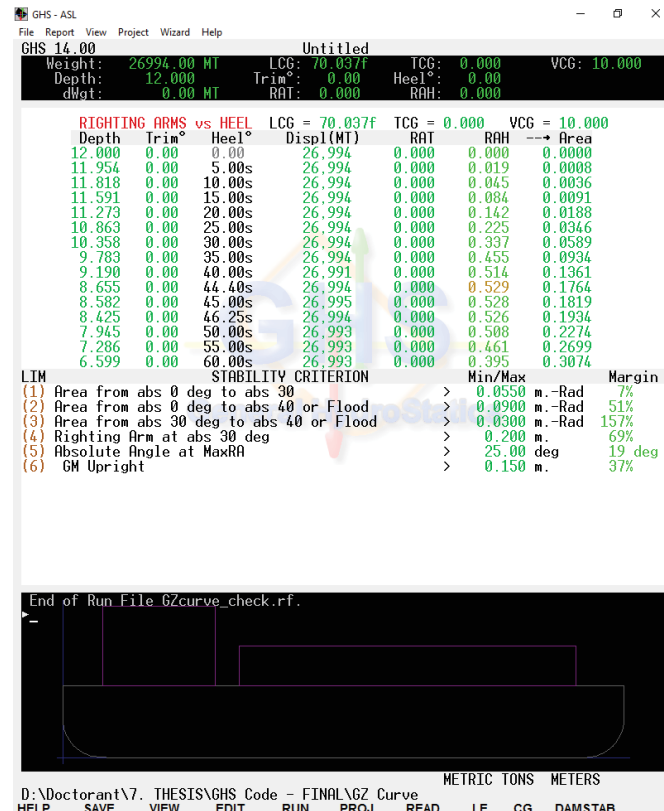 GHS - ASL
File Report View Project Wizard Help
GHS 14.00 Untitled
Weight: 26994.00 MT LCG: 70.037f TCG: 0.000 VCG: 10.000
Depth: 12.000 Trim°: 0.00 Heel°: 0.00
dWgt: 0.00 MT RAT: 0.000 RAH: 0.000
RIGHTING ARMS vs HEEL LCG = 70.037f TCG = 0.000 VCG = 10.000
Depth Trim° Heel° Displ(MT) RAT RAH --→ Area
12.000 0.00 0.00 26,994 0.000 0.000 0.0000
11.954 0.00 5.00s 26,994 0.000 0.019 0.0008
11.818 0.00 10.00s 26,994 0.000 0.045 0.0036
11.591 0.00 15.00s 26,994 0.000 0.084 0.0091
11.273 0.00 20.00s 26,994 0.000 0.142 0.0188
10.863 0.00 25.00s 26,994 0.000 0.225 0.0346
10.358 0.00 30.00s 26,994 0.000 0.337 0.0589
9.783 0.00 35.00s 26,994 0.000 0.455 0.0934
9.190 0.00 40.00s 26,991 0.000 0.514 0.1361
8.655 0.00 44.40s 26,994 0.000 0.529 0.1764
8.582 0.00 45.00s 26,995 0.000 0.528 0.1819
8.425 0.00 46.25s 26,994 0.000 0.526 0.1934
7.945 0.00 50.00s 26,993 0.000 0.508 0.2274
7.286 0.00 55.00s 26,993 0.000 0.461 0.2699
6.599 0.00 60.00s 26,993 0.000 0.395 0.3074
LIM STABILITY CRITERION Min/Max Margin
(1) Area from abs 0 deg to abs 30 > 0.0550 m.-Rad 7%
(2) Area from abs 0 deg to abs 40 or Flood > 0.0900 m.-Rad 51%
(3) Area from abs 30 deg to abs 40 or Flood > 0.0300 m.-Rad 157%
(4) Righting Arm at abs 30 deg > 0.200 m. 69%
(5) Absolute Angle at MaxRA > 25.00 deg 19 deg
(6) GM Upright > 0.150 m. 37%
End of Run File GZcurve_check.rf.
METRIC TONS METERS
D:\Doctorant\7. THESIS\GHS Code - FINAL\GZ Curve
HELP SAVE VIEW EDIT RUN PROJ READ LE CG DAMSTAB